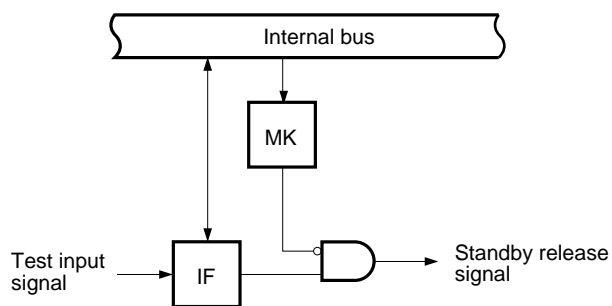 Internal bus
MK
Test input
signal
IF
Standby release
signal